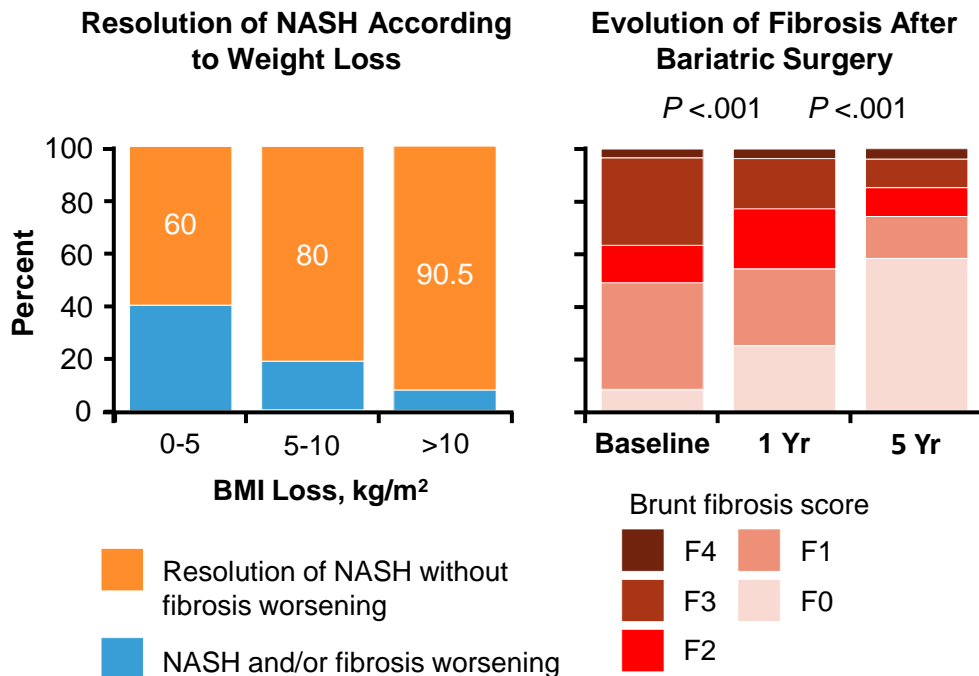 Resolution of NASH According
to Weight Loss
Percent
100
80
60
40
20
0
60
80
90.5
0-5
5-10
>10
BMI Loss, kg/m²
Resolution of NASH without
fibrosis worsening
NASH and/or fibrosis worsening
Evolution of Fibrosis After
Bariatric Surgery
P <.001 P <.001
Baseline
1 Yr
5 Yr
Brunt fibrosis score
F4
F3
F2
F1
F0